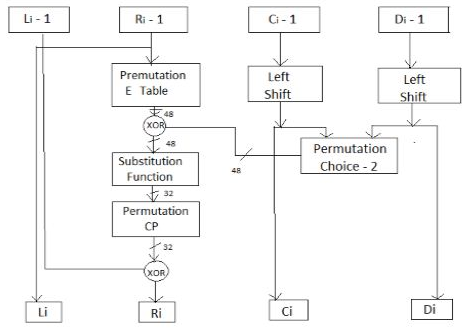 Li - 1
Ri - 1
Ci - 1
Di - 1
Premutation
E Table
Left
Shift
Left
Shift
48
XOR
48
Permutation
Choice - 2
48
Substitution
Function
32
Permutation
CP
32
XOR
Li
Ri
Ci
Di